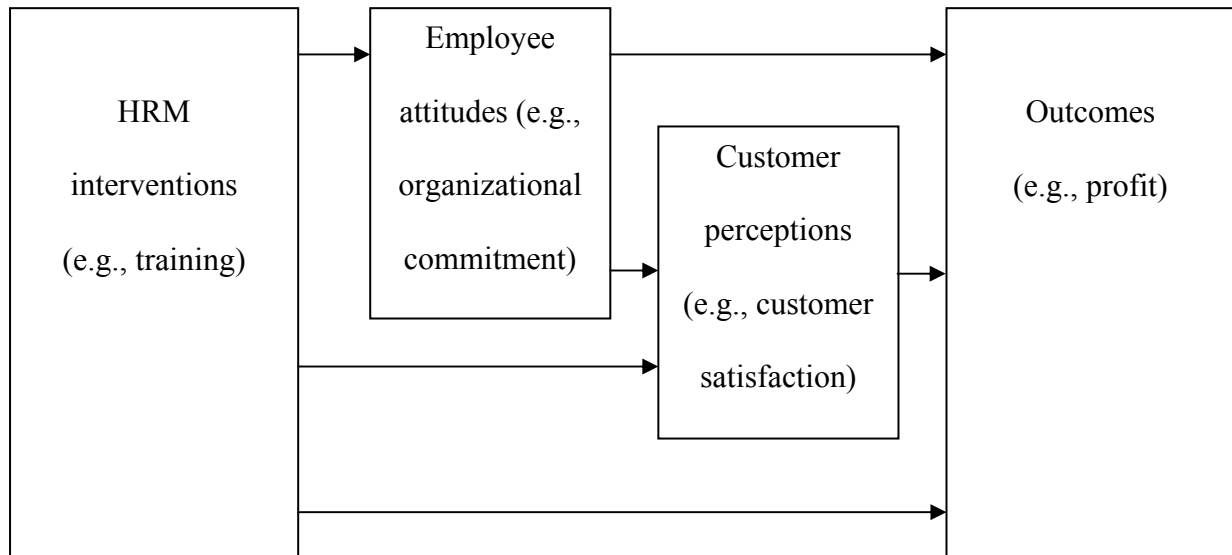 HRM
interventions
(e.g., training)
Employee
attitudes (e.g.,
organizational
commitment)
Customer
perceptions
(e.g., customer
satisfaction)
Outcomes
(e.g., profit)